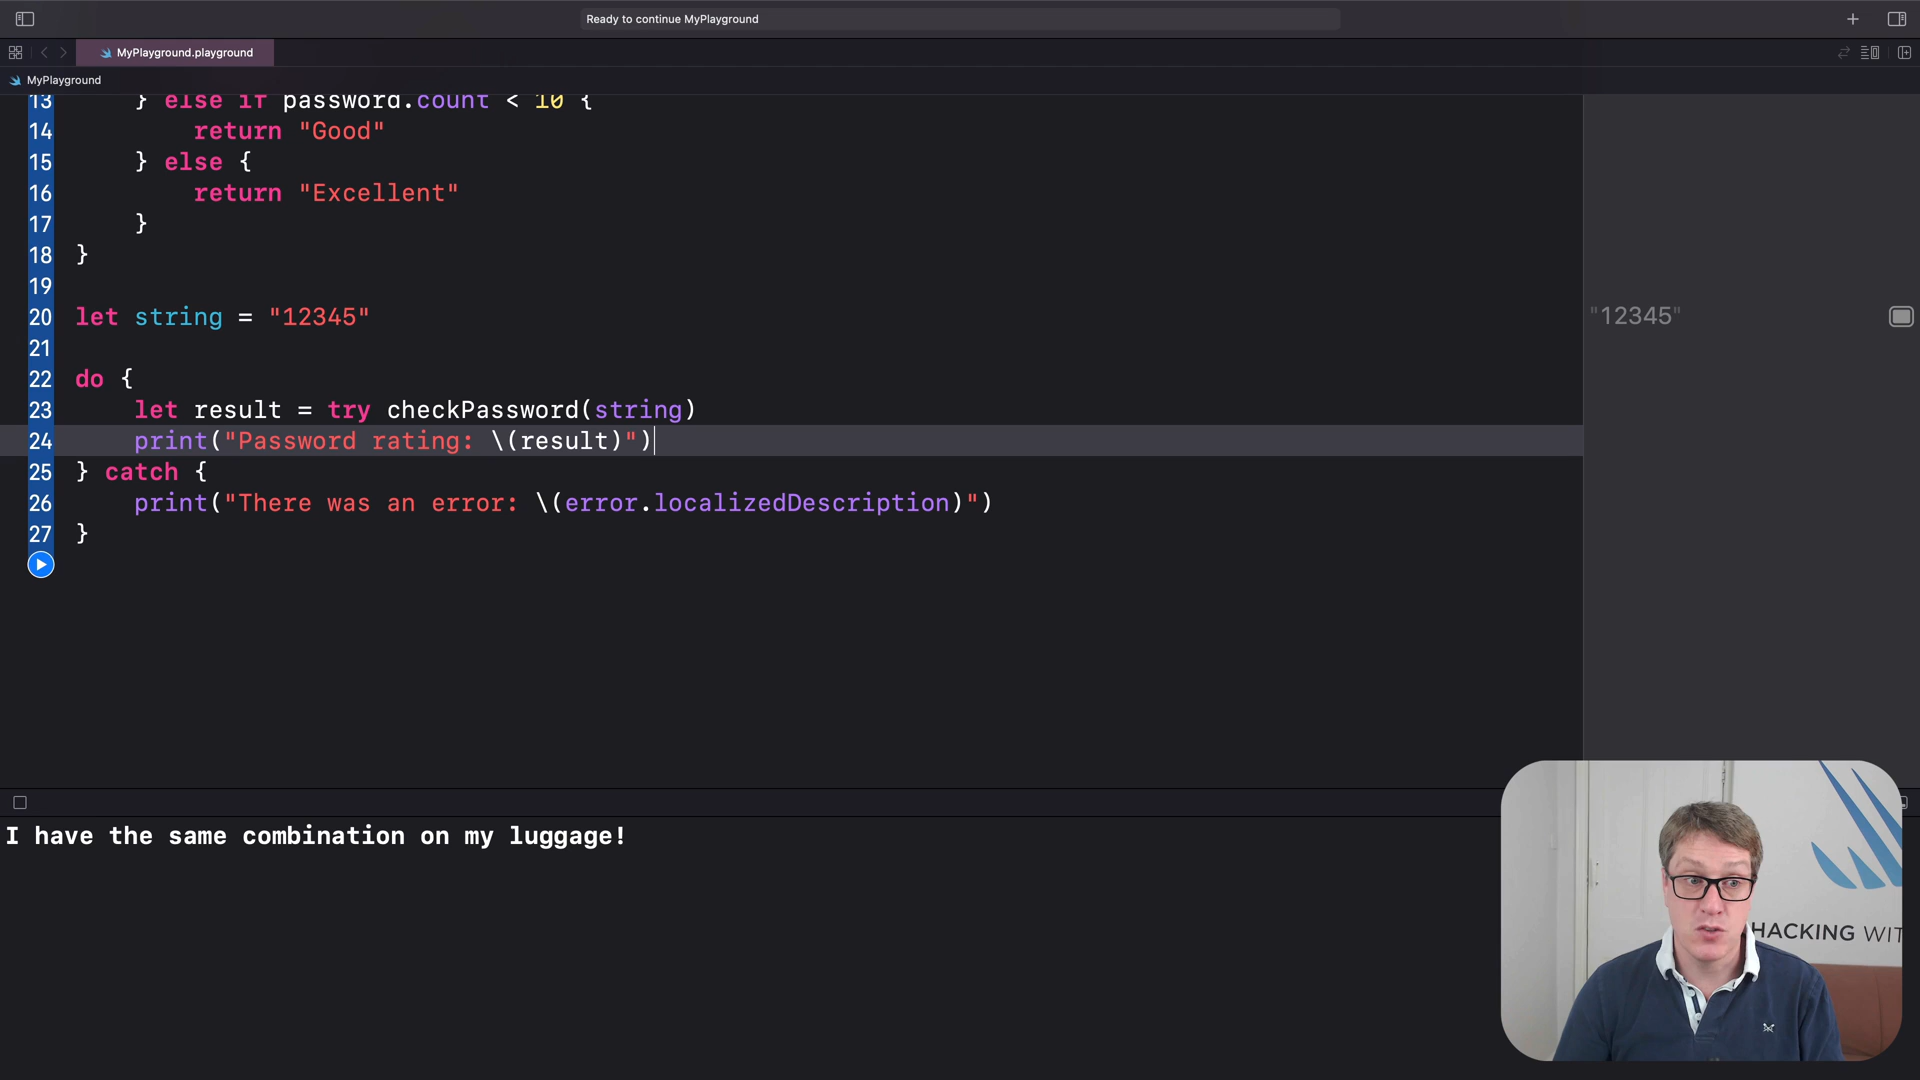 Ready to continue MyPlayground
MyPlayground.playground
MyPlayground
13 } else if password.count < 10 {
14 return "Good"
15 } else {
16 return "Excellent"
17 }
18 }
19
20 let string = "12345"
"12345"
21
22 do {
23 let result = try checkPassword(string)
24 print("Password rating: \(result)")
25 } catch {
26 print("There was an error: \(error.localizedDescription)")
27 }
I have the same combination on my luggage!
HACKING WIT